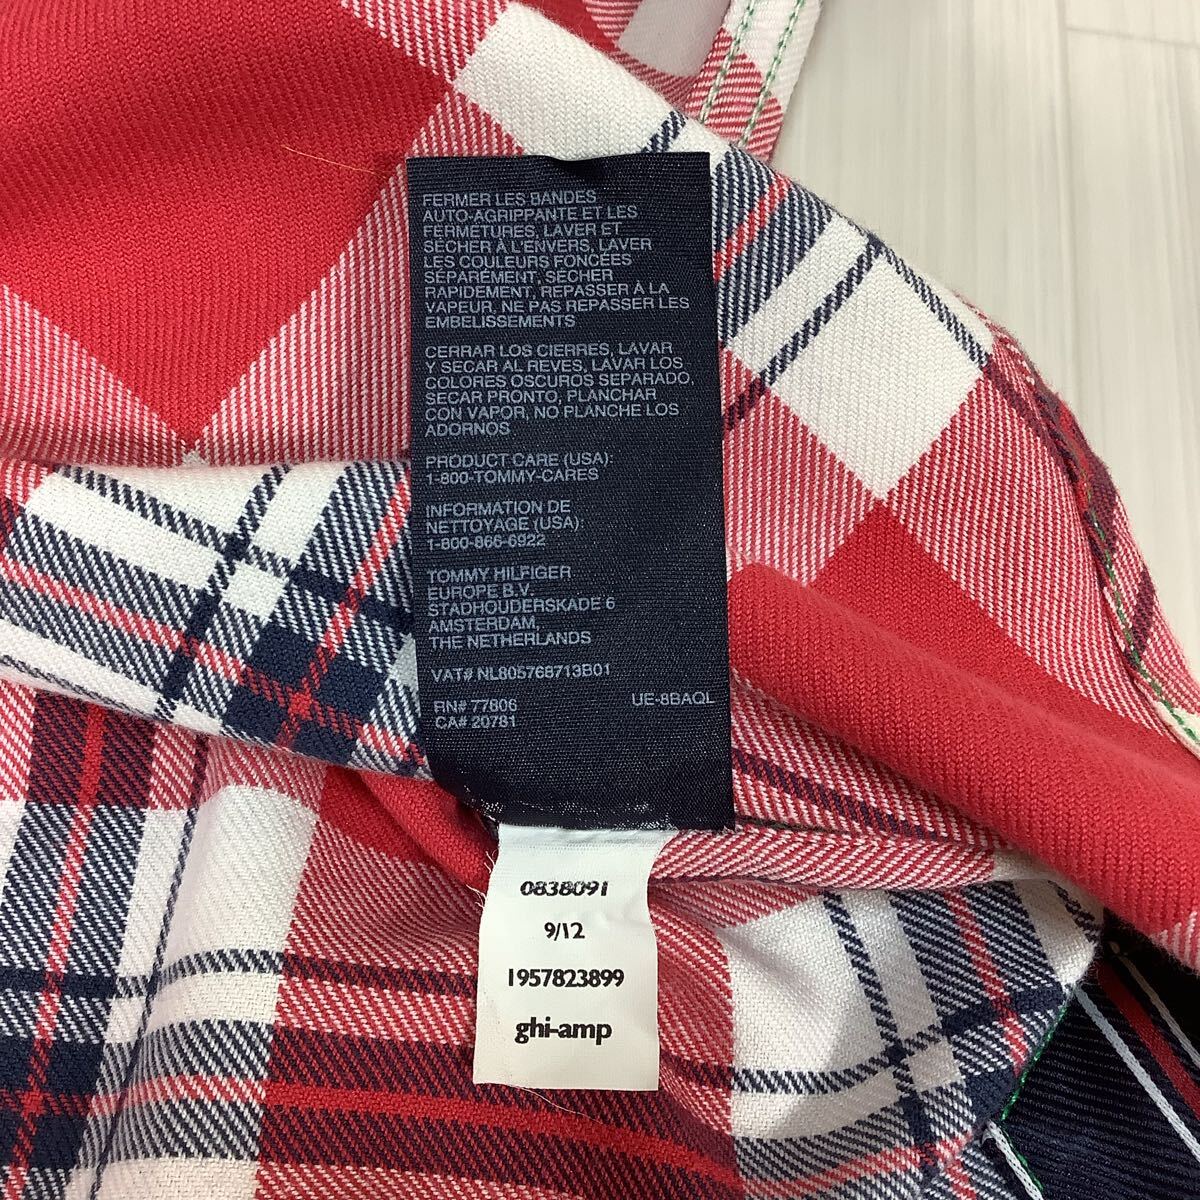 FERMER LES BANDES
AUTO-AGRIPPANTE ET LES
FERMETURES, LAVER ET
SÉCHER À L'ENVERS, LAVER
LES COULEURS FONCÉES
SÉPARÉMENT, SÉCHER
RAPIDEMENT, REPASSER À LA
VAPEUR, NE PAS REPASSER LES
EMBELISSEMENTS
CERRAR LOS CIERRES, LAVAR
Y SECAR AL REVES, LAVAR LOS
COLORES OSCUROS SEPARADO,
SECAR PRONTO, PLANCHAR
CON VAPOR, NO PLANCHE LOS
ADORNOS
PRODUCT CARE (USA):
1-800-TOMMY-CARES
INFORMATION DE
NETTOYAGE (USA):
1-800-866-6922
TOMMY HILFIGER
EUROPE B.V.
STADHOUDERSKADE 6
AMSTERDAM,
THE NETHERLANDS
VAT# NL805768713B01
RN# 77806 UE-8BAQL
CA# 20781
0838091
9/12
1957823899
ghi-amp